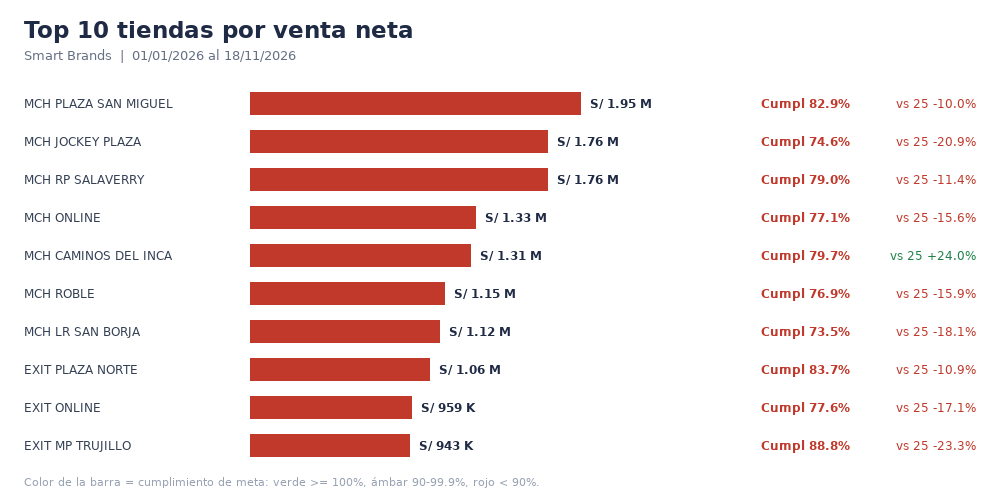 Top 10 tiendas por venta neta
Smart Brands | 01/01/2026 al 18/11/2026
MCH PLAZA SAN MIGUEL S/ 1.95 M Cumpl 82.9% vs 25 -10.0%
MCH JOCKEY PLAZA S/ 1.76 M Cumpl 74.6% vs 25 -20.9%
MCH RP SALAVERRY S/ 1.76 M Cumpl 79.0% vs 25 -11.4%
MCH ONLINE S/ 1.33 M Cumpl 77.1% vs 25 -15.6%
MCH CAMINOS DEL INCA S/ 1.31 M Cumpl 79.7% vs 25 +24.0%
MCH ROBLE S/ 1.15 M Cumpl 76.9% vs 25 -15.9%
MCH LR SAN BORJA S/ 1.12 M Cumpl 73.5% vs 25 -18.1%
EXIT PLAZA NORTE S/ 1.06 M Cumpl 83.7% vs 25 -10.9%
EXIT ONLINE S/ 959 K Cumpl 77.6% vs 25 -17.1%
EXIT MP TRUJILLO S/ 943 K Cumpl 88.8% vs 25 -23.3%
Color de la barra = cumplimiento de meta: verde >= 100%, ámbar 90-99.9%, rojo < 90%.